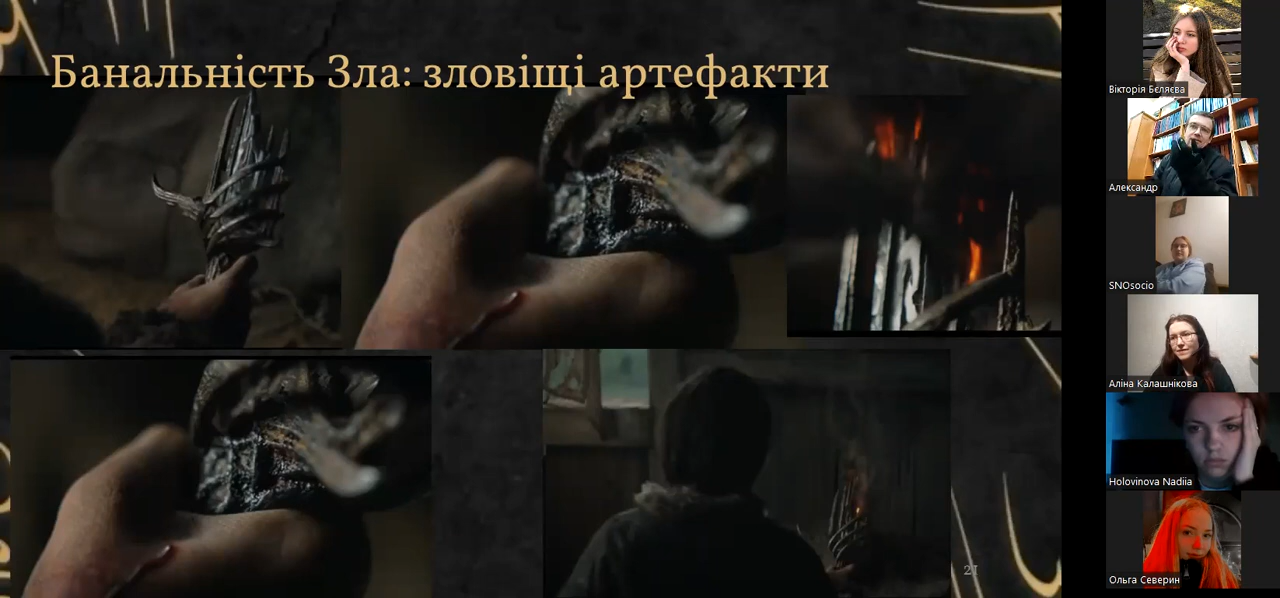 Банальність Зла: зловіщі артефакти
21
Вікторія Бєляєва
Александр
SNOsocio
Аліна Калашнікова
Holovinova Nadiia
Ольга Северин